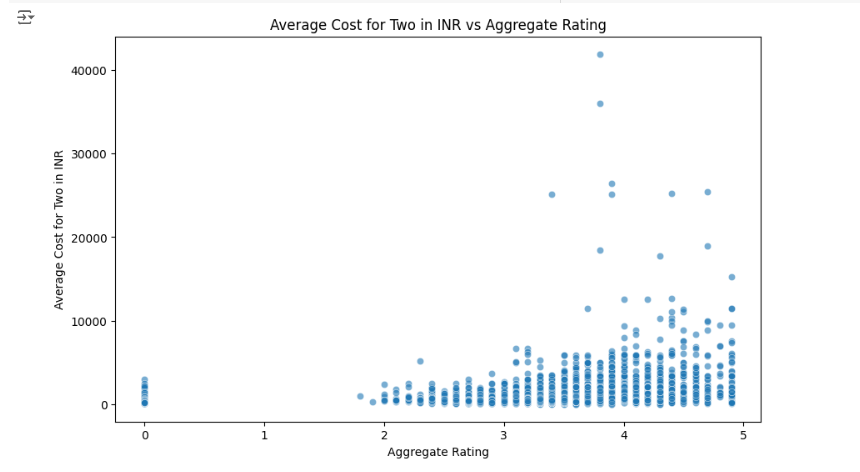 Average Cost for Two in INR vs Aggregate Rating
40000
30000
20000
10000
0
Average Cost for Two in INR
0 1 2 3 4 5
Aggregate Rating